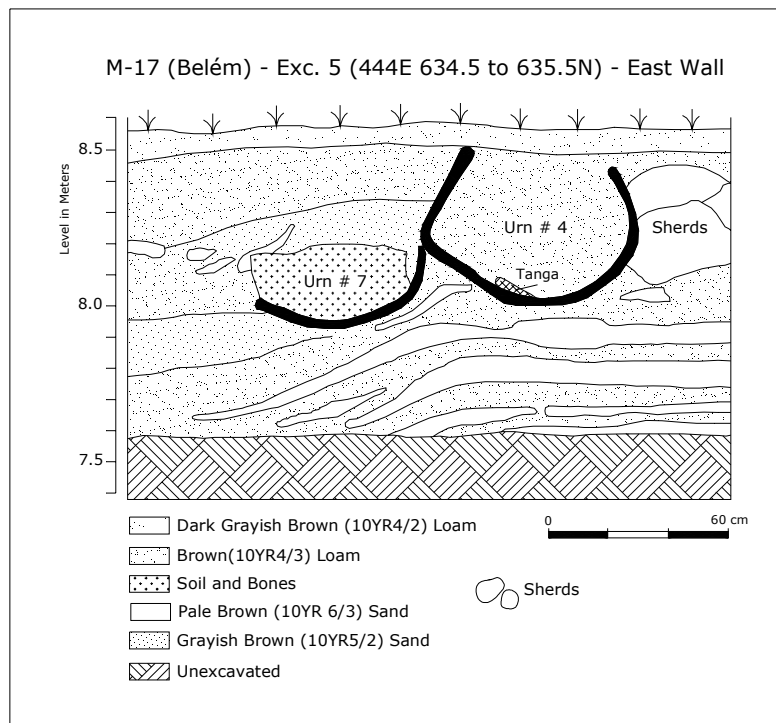 M-17 (Belém) - Exc. 5 (444E 634.5 to 635.5N) - East Wall
Level in Meters
8.5
8.0
7.5
Urn # 4
Sherds
Urn # 7
Tanga
0 60 cm
Dark Grayish Brown (10YR4/2) Loam
Brown(10YR4/3) Loam
Soil and Bones
Pale Brown (10YR 6/3) Sand
Grayish Brown (10YR5/2) Sand
Unexcavated
Sherds